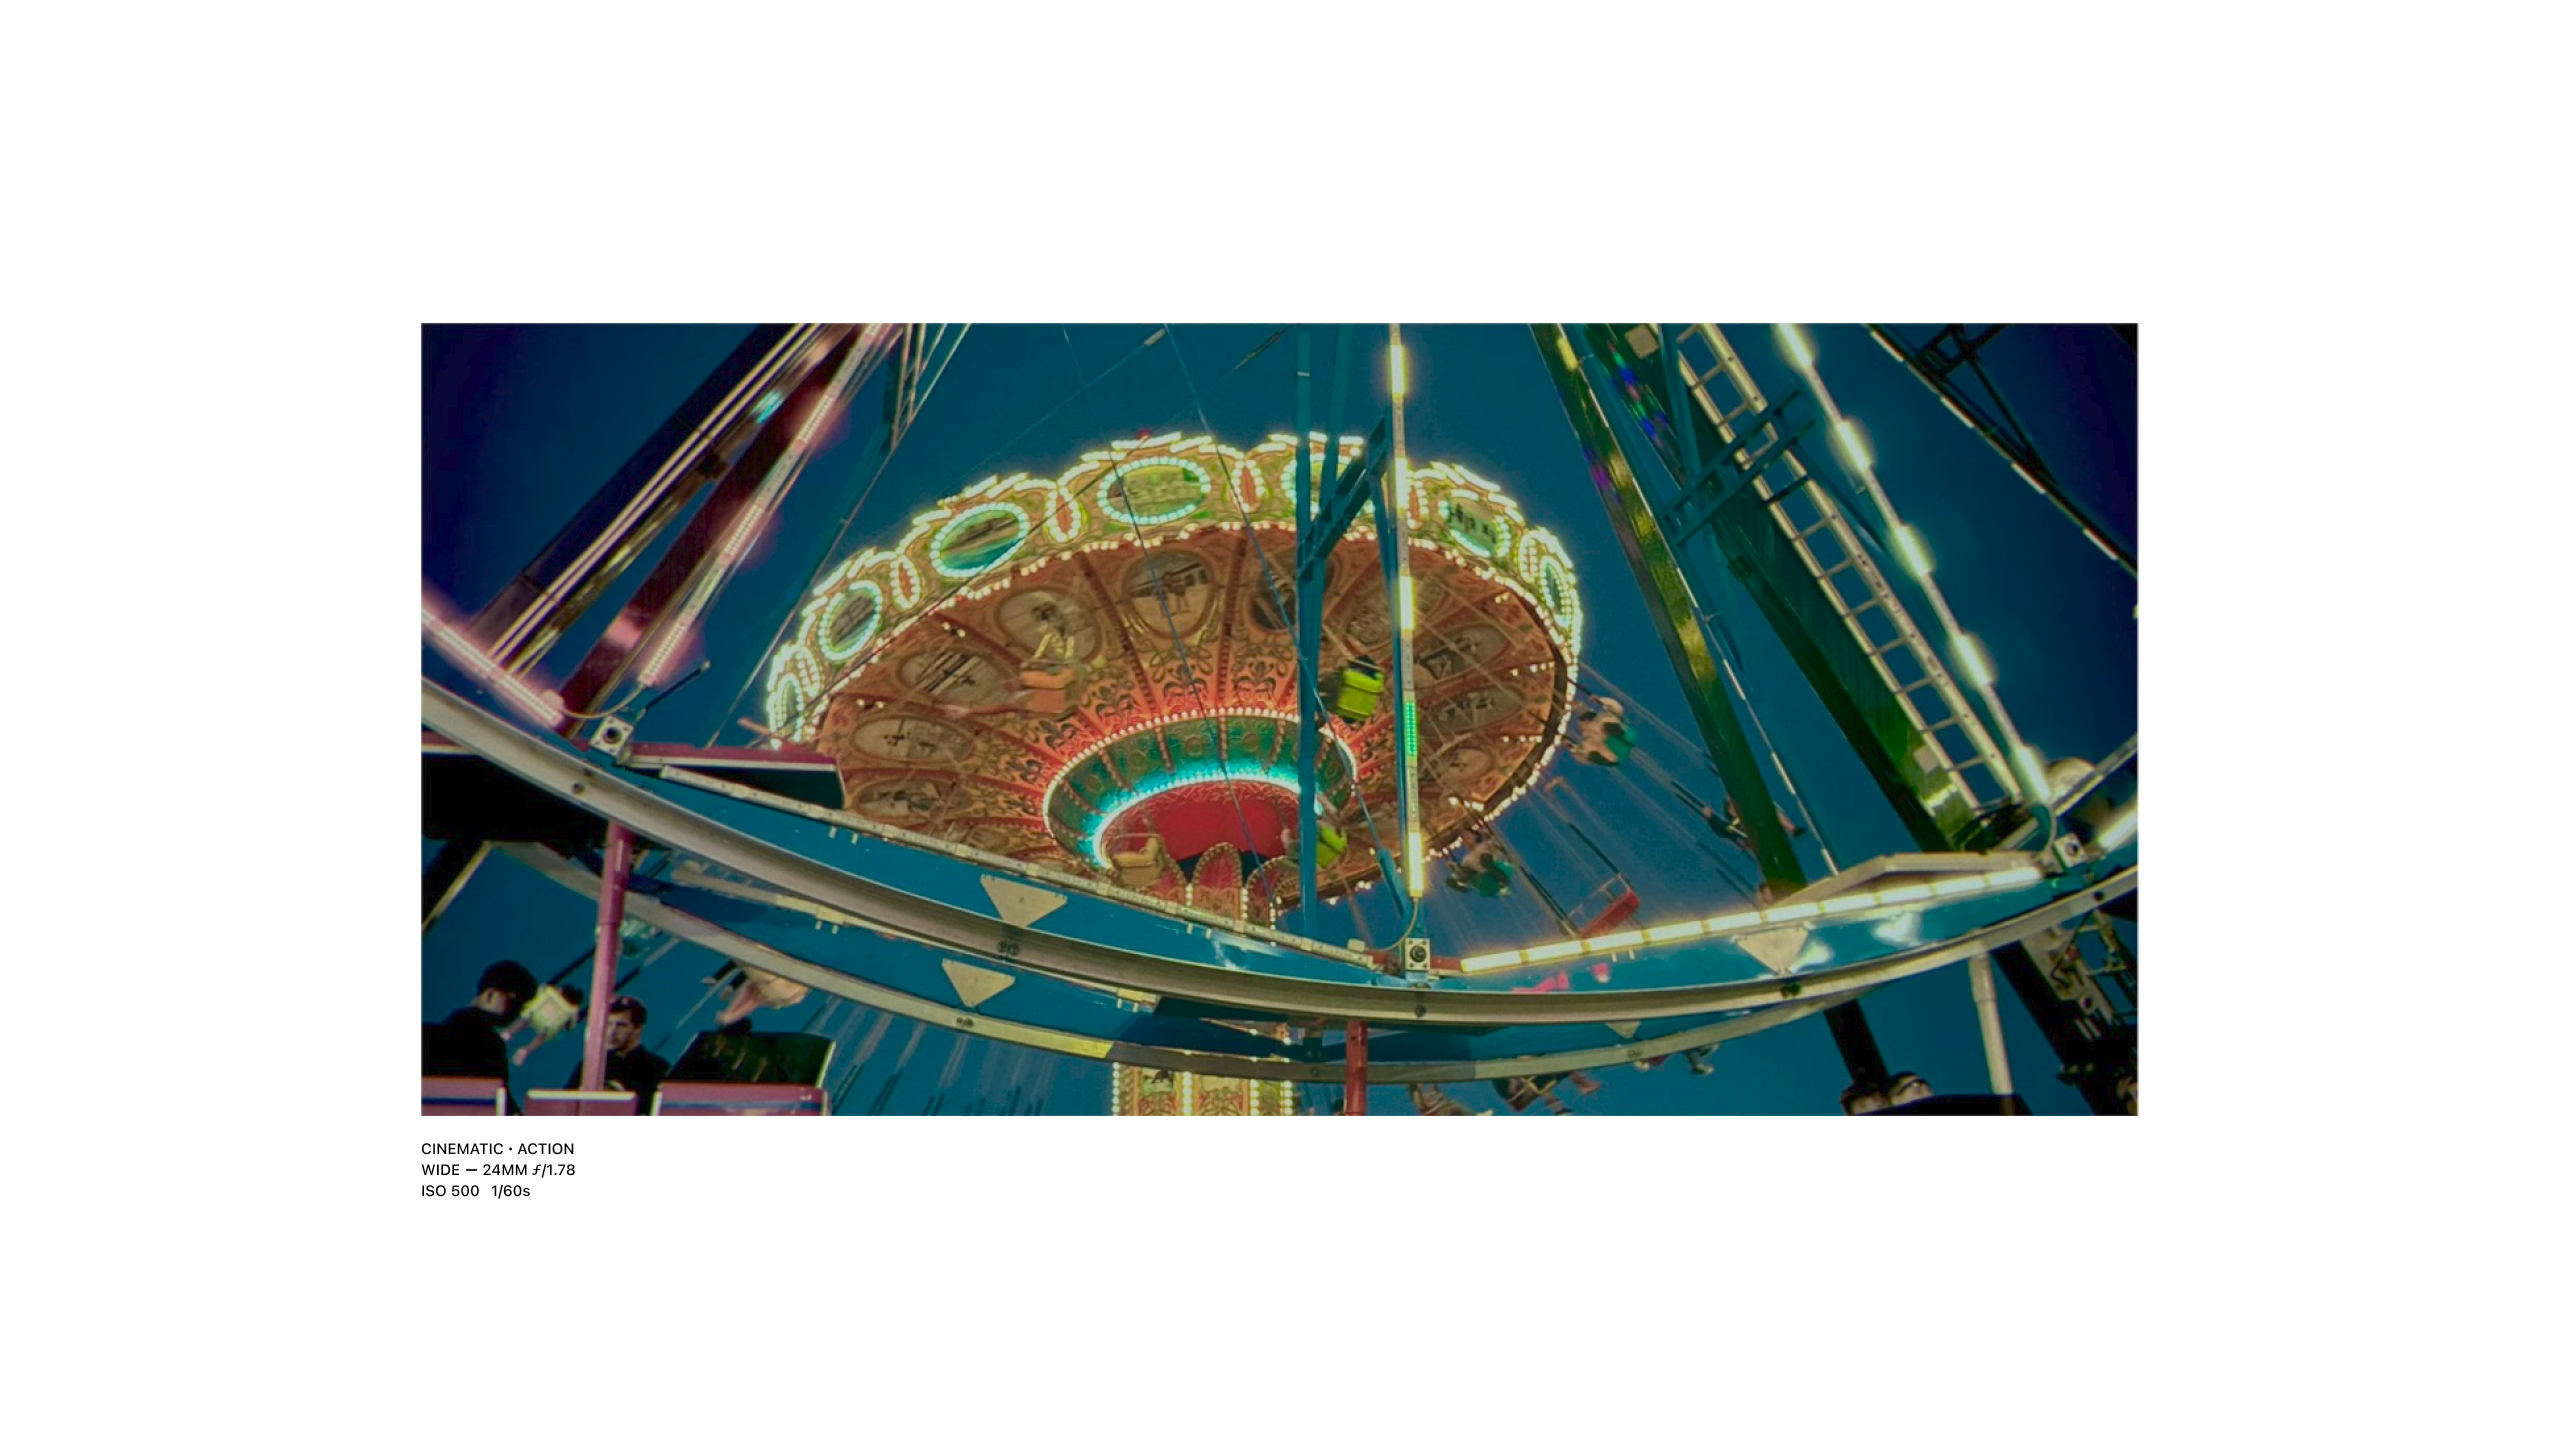 CINEMATIC • ACTION
WIDE — 24MM ƒ/1.78
ISO 500 1/60s